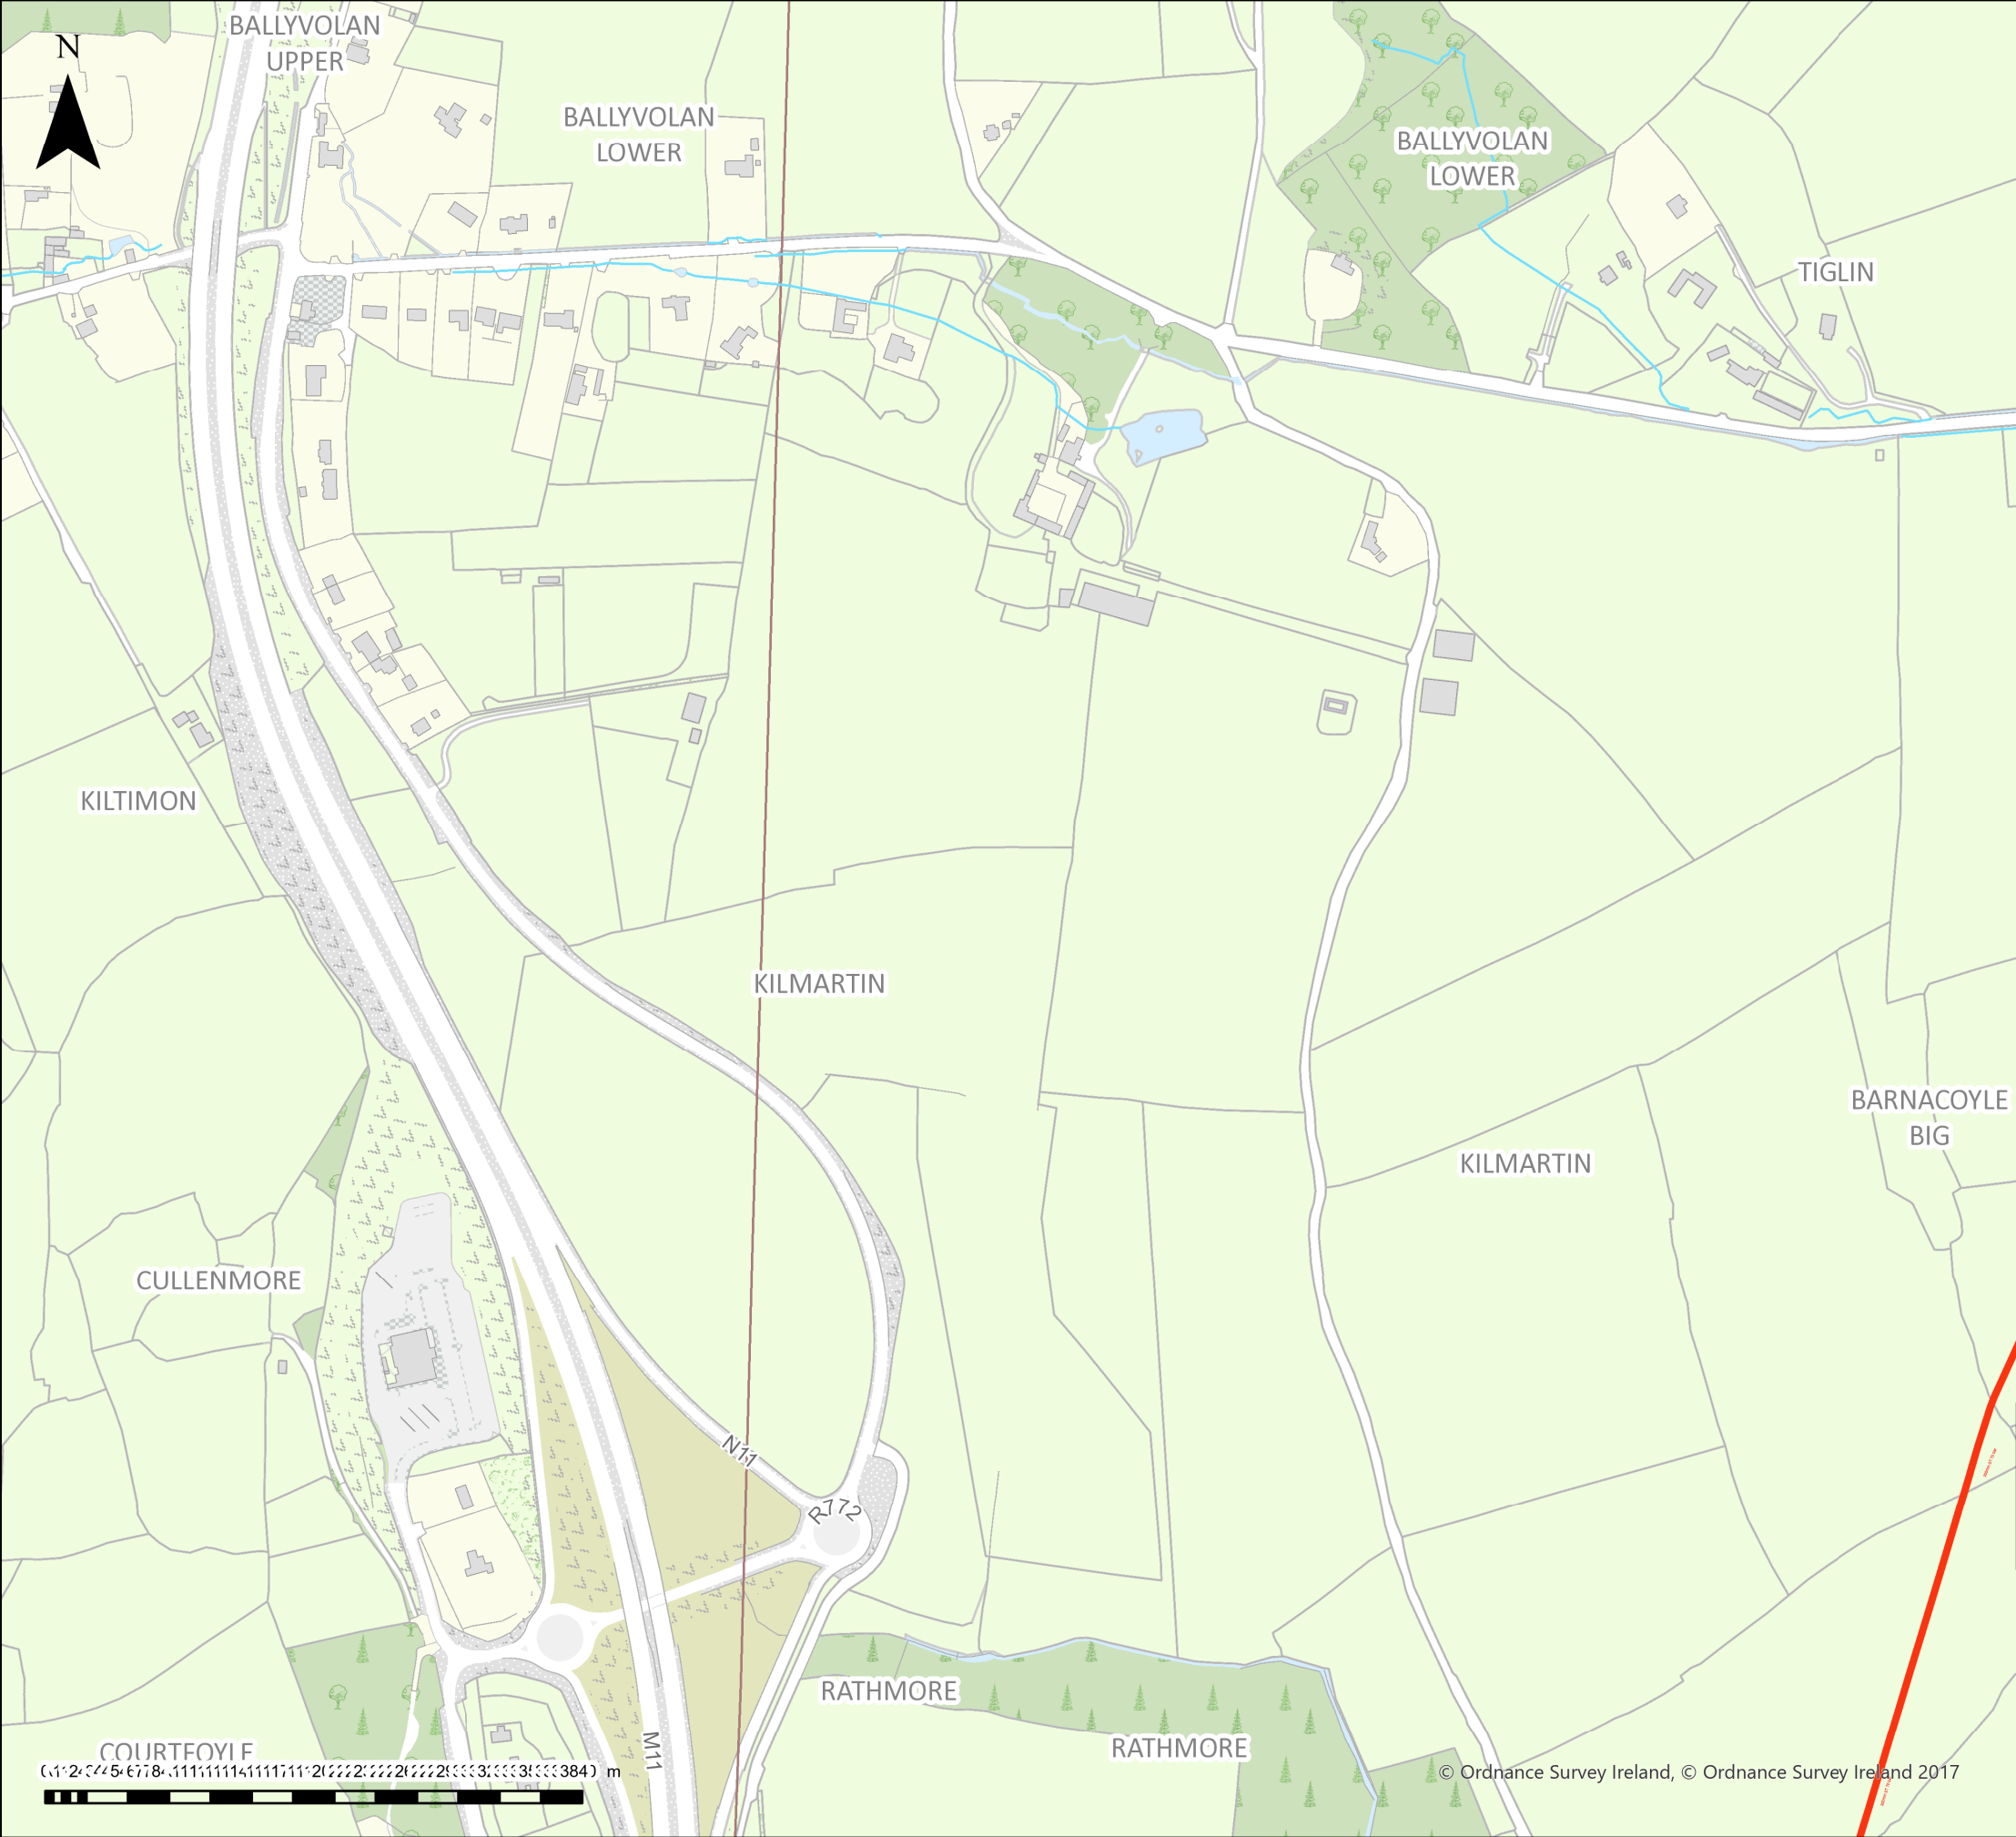 BALLYVOLAN
UPPER
N
BALLYVOLAN
LOWER
BALLYVOLAN
LOWER
TIGLIN
KILTIMON
KILMARTIN
BARNACOYLE
BIG
KILMARTIN
CULLENMORE
N11
R772
RATHMORE
RATHMORE
M11
COURTFOYLE
m
© Ordnance Survey Ireland, © Ordnance Survey Ireland 2017